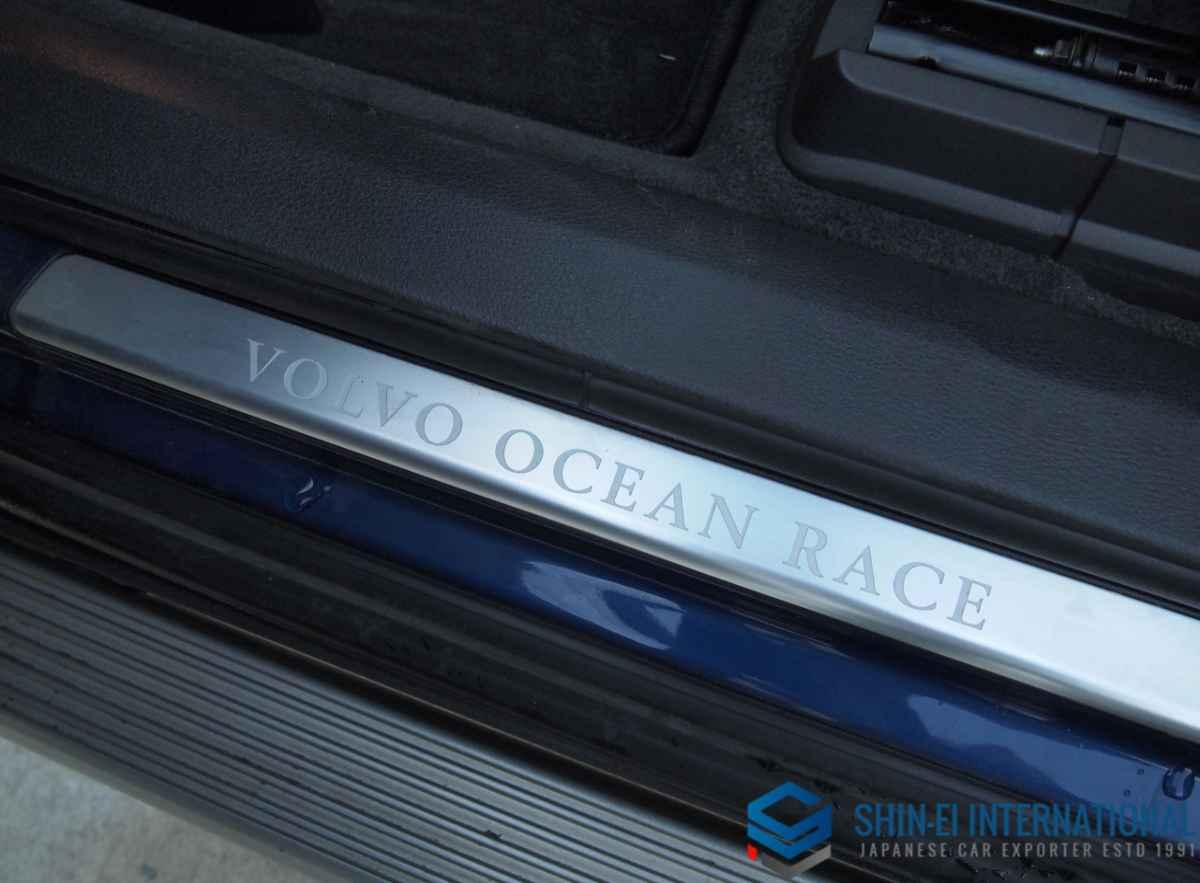 VOLVO OCEAN RACE
SHIN-EI INTERNATIONAL
JAPANESE CAR EXPORTER ESTD 1991